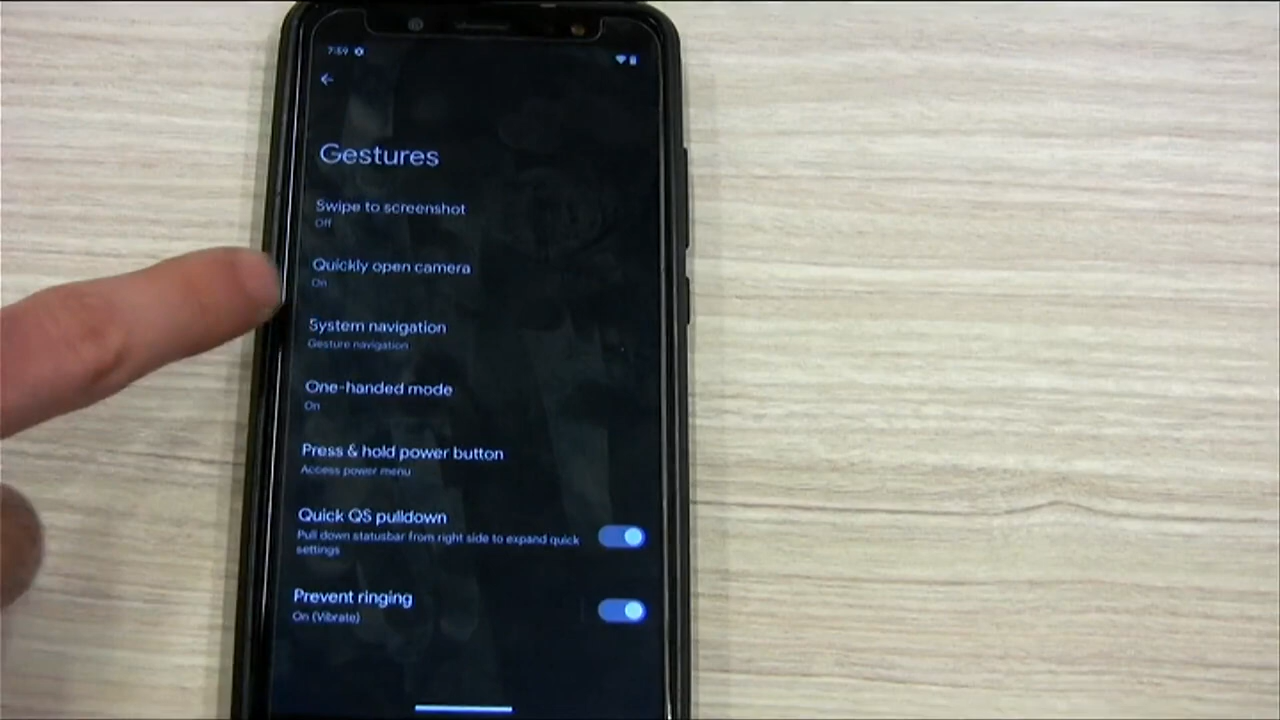 7:59
Gestures
Swipe to screenshot
Off
Quickly open camera
On
System navigation
Gesture navigation
One-handed mode
On
Press & hold power button
Access power menu
Quick QS pulldown
Pull down statusbar from right side to expand quick
settings
Prevent ringing
On (Vibrate)